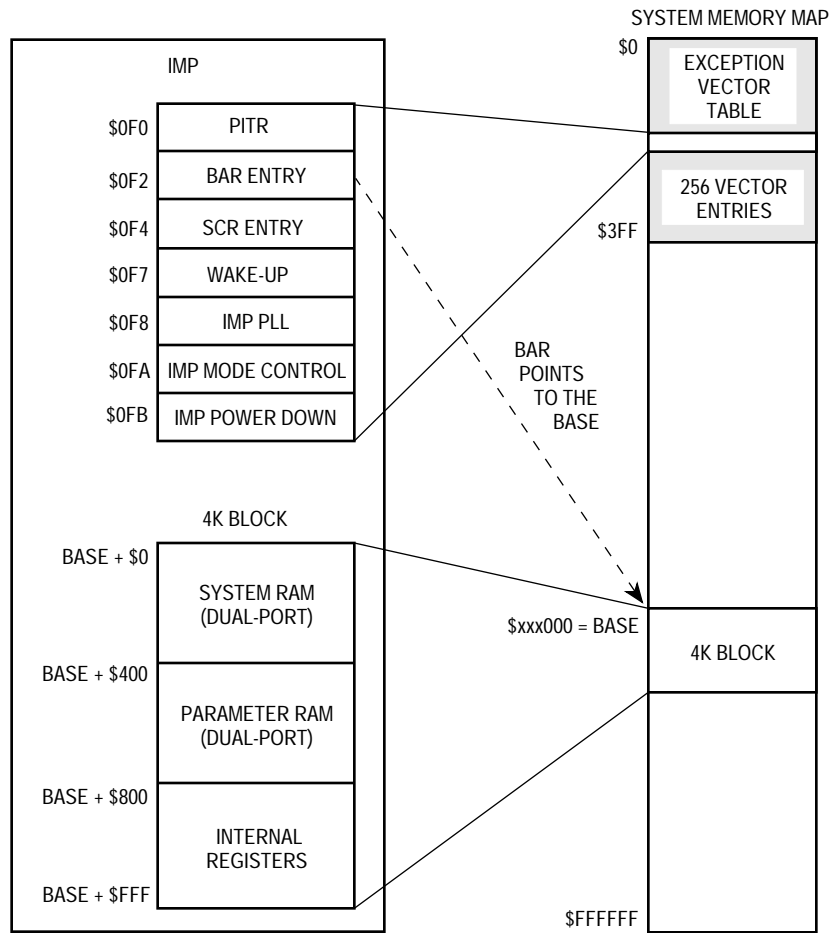 SYSTEM MEMORY MAP
IMP
$0F0
PITR
$0F2
BAR ENTRY
$0F4
SCR ENTRY
$0F7
WAKE-UP
$0F8
IMP PLL
$0FA
IMP MODE CONTROL
$0FB
IMP POWER DOWN
4K BLOCK
BASE + $0
SYSTEM RAM
(DUAL-PORT)
BASE + $400
PARAMETER RAM
(DUAL-PORT)
BASE + $800
INTERNAL
REGISTERS
BASE + $FFF
BAR
POINTS
TO THE
BASE
$0
EXCEPTION
VECTOR
TABLE
256 VECTOR
ENTRIES
$3FF
$xxx000 = BASE
4K BLOCK
$FFFFFF